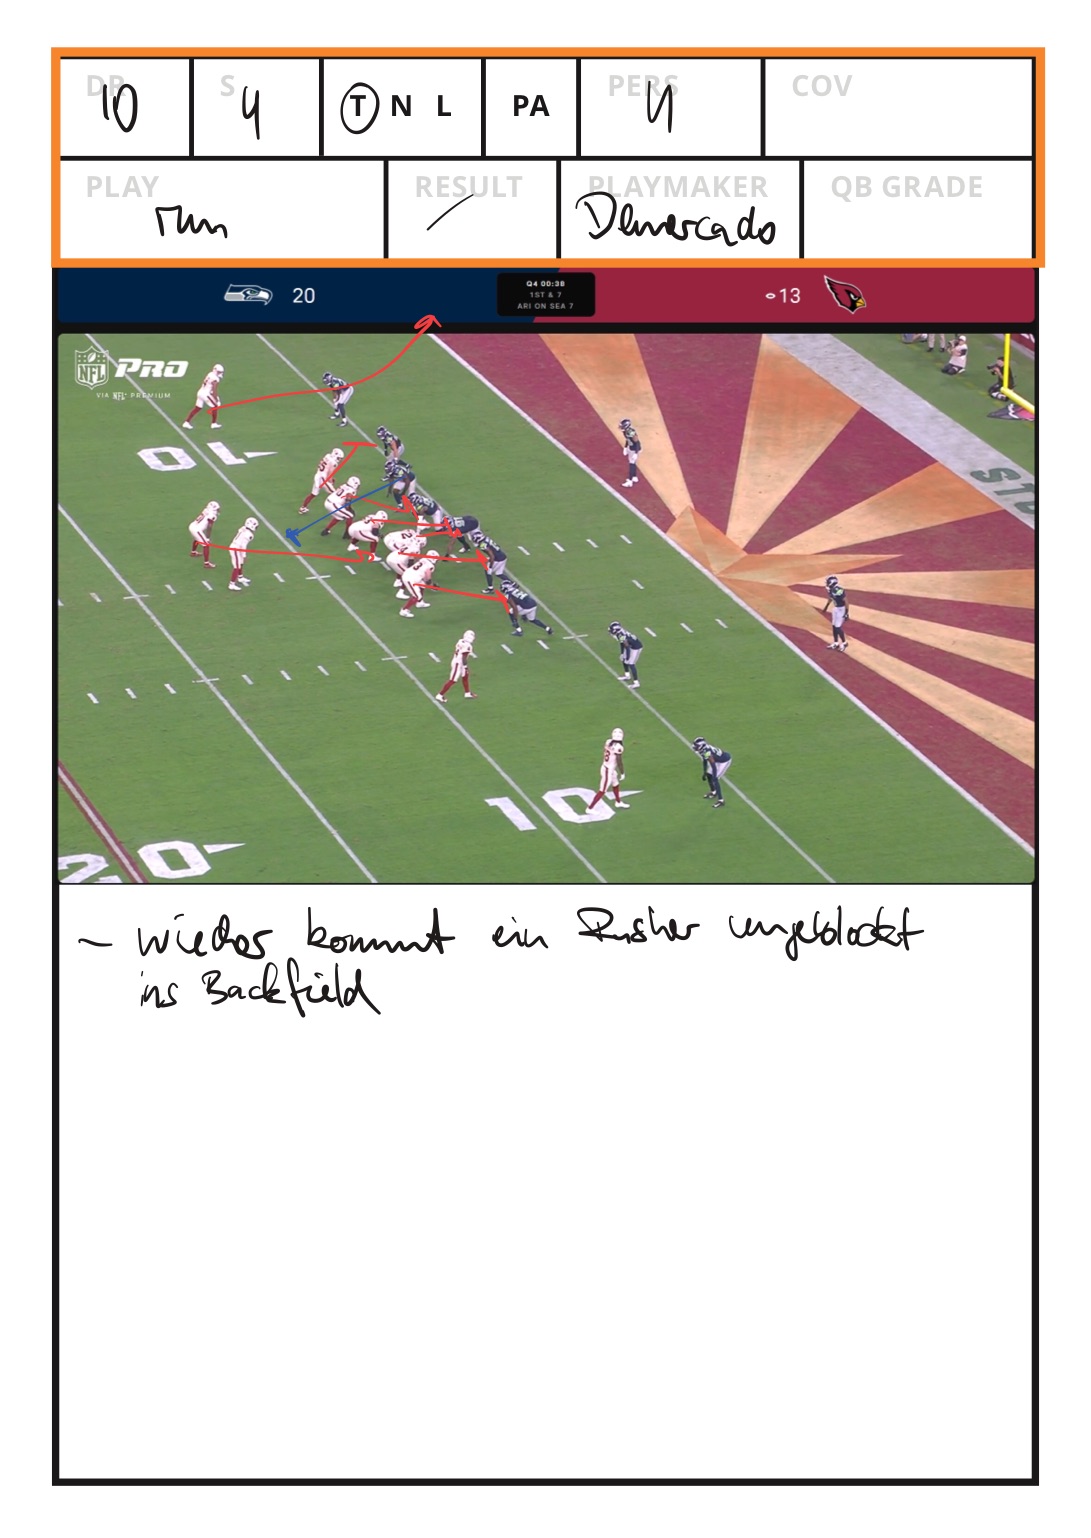 DR 10
S 4
T N L
PA
PERS 11
COV
PLAY run
RESULT /
PLAYMAKER Demercado
QB GRADE
20
Q4 00:38
1ST & 7
ARI ON SEA 7
13
NFL PRO
VIA NFL+ PREMIUM
10
10
20
– wieder kommt ein Rusher ungeblockt
ins Backfield